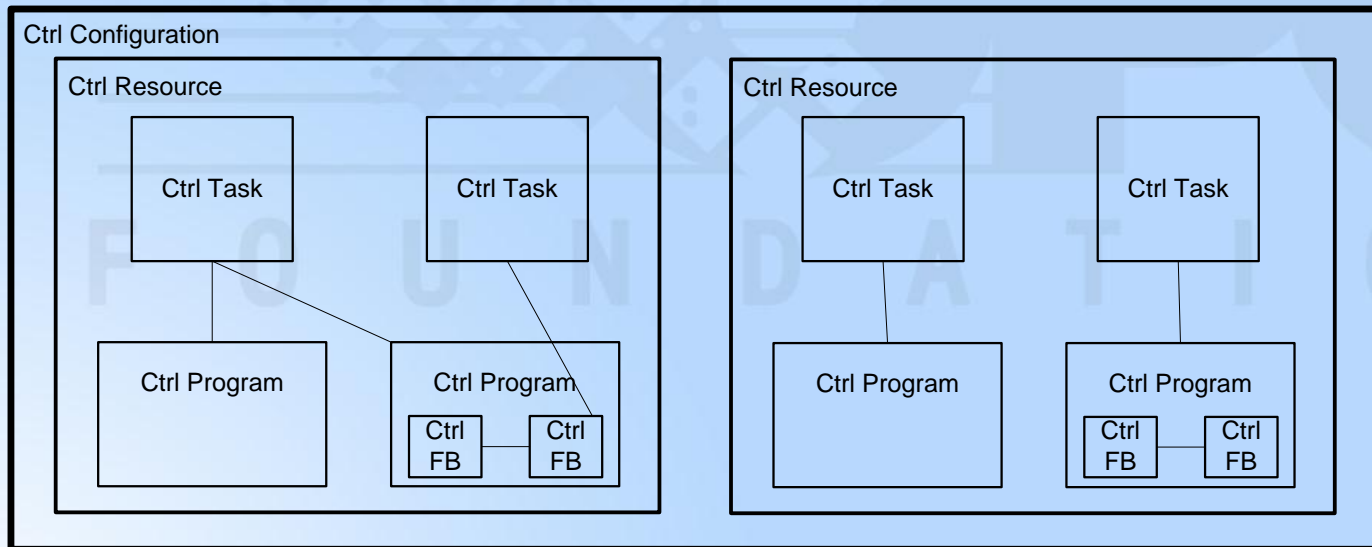 Ctrl Configuration
Ctrl Resource
Ctrl Task
Ctrl Task
Ctrl Program
Ctrl Program
Ctrl
FB
Ctrl
FB
Ctrl Resource
Ctrl Task
Ctrl Task
Ctrl Program
Ctrl Program
Ctrl
FB
Ctrl
FB
F O U N D A T I